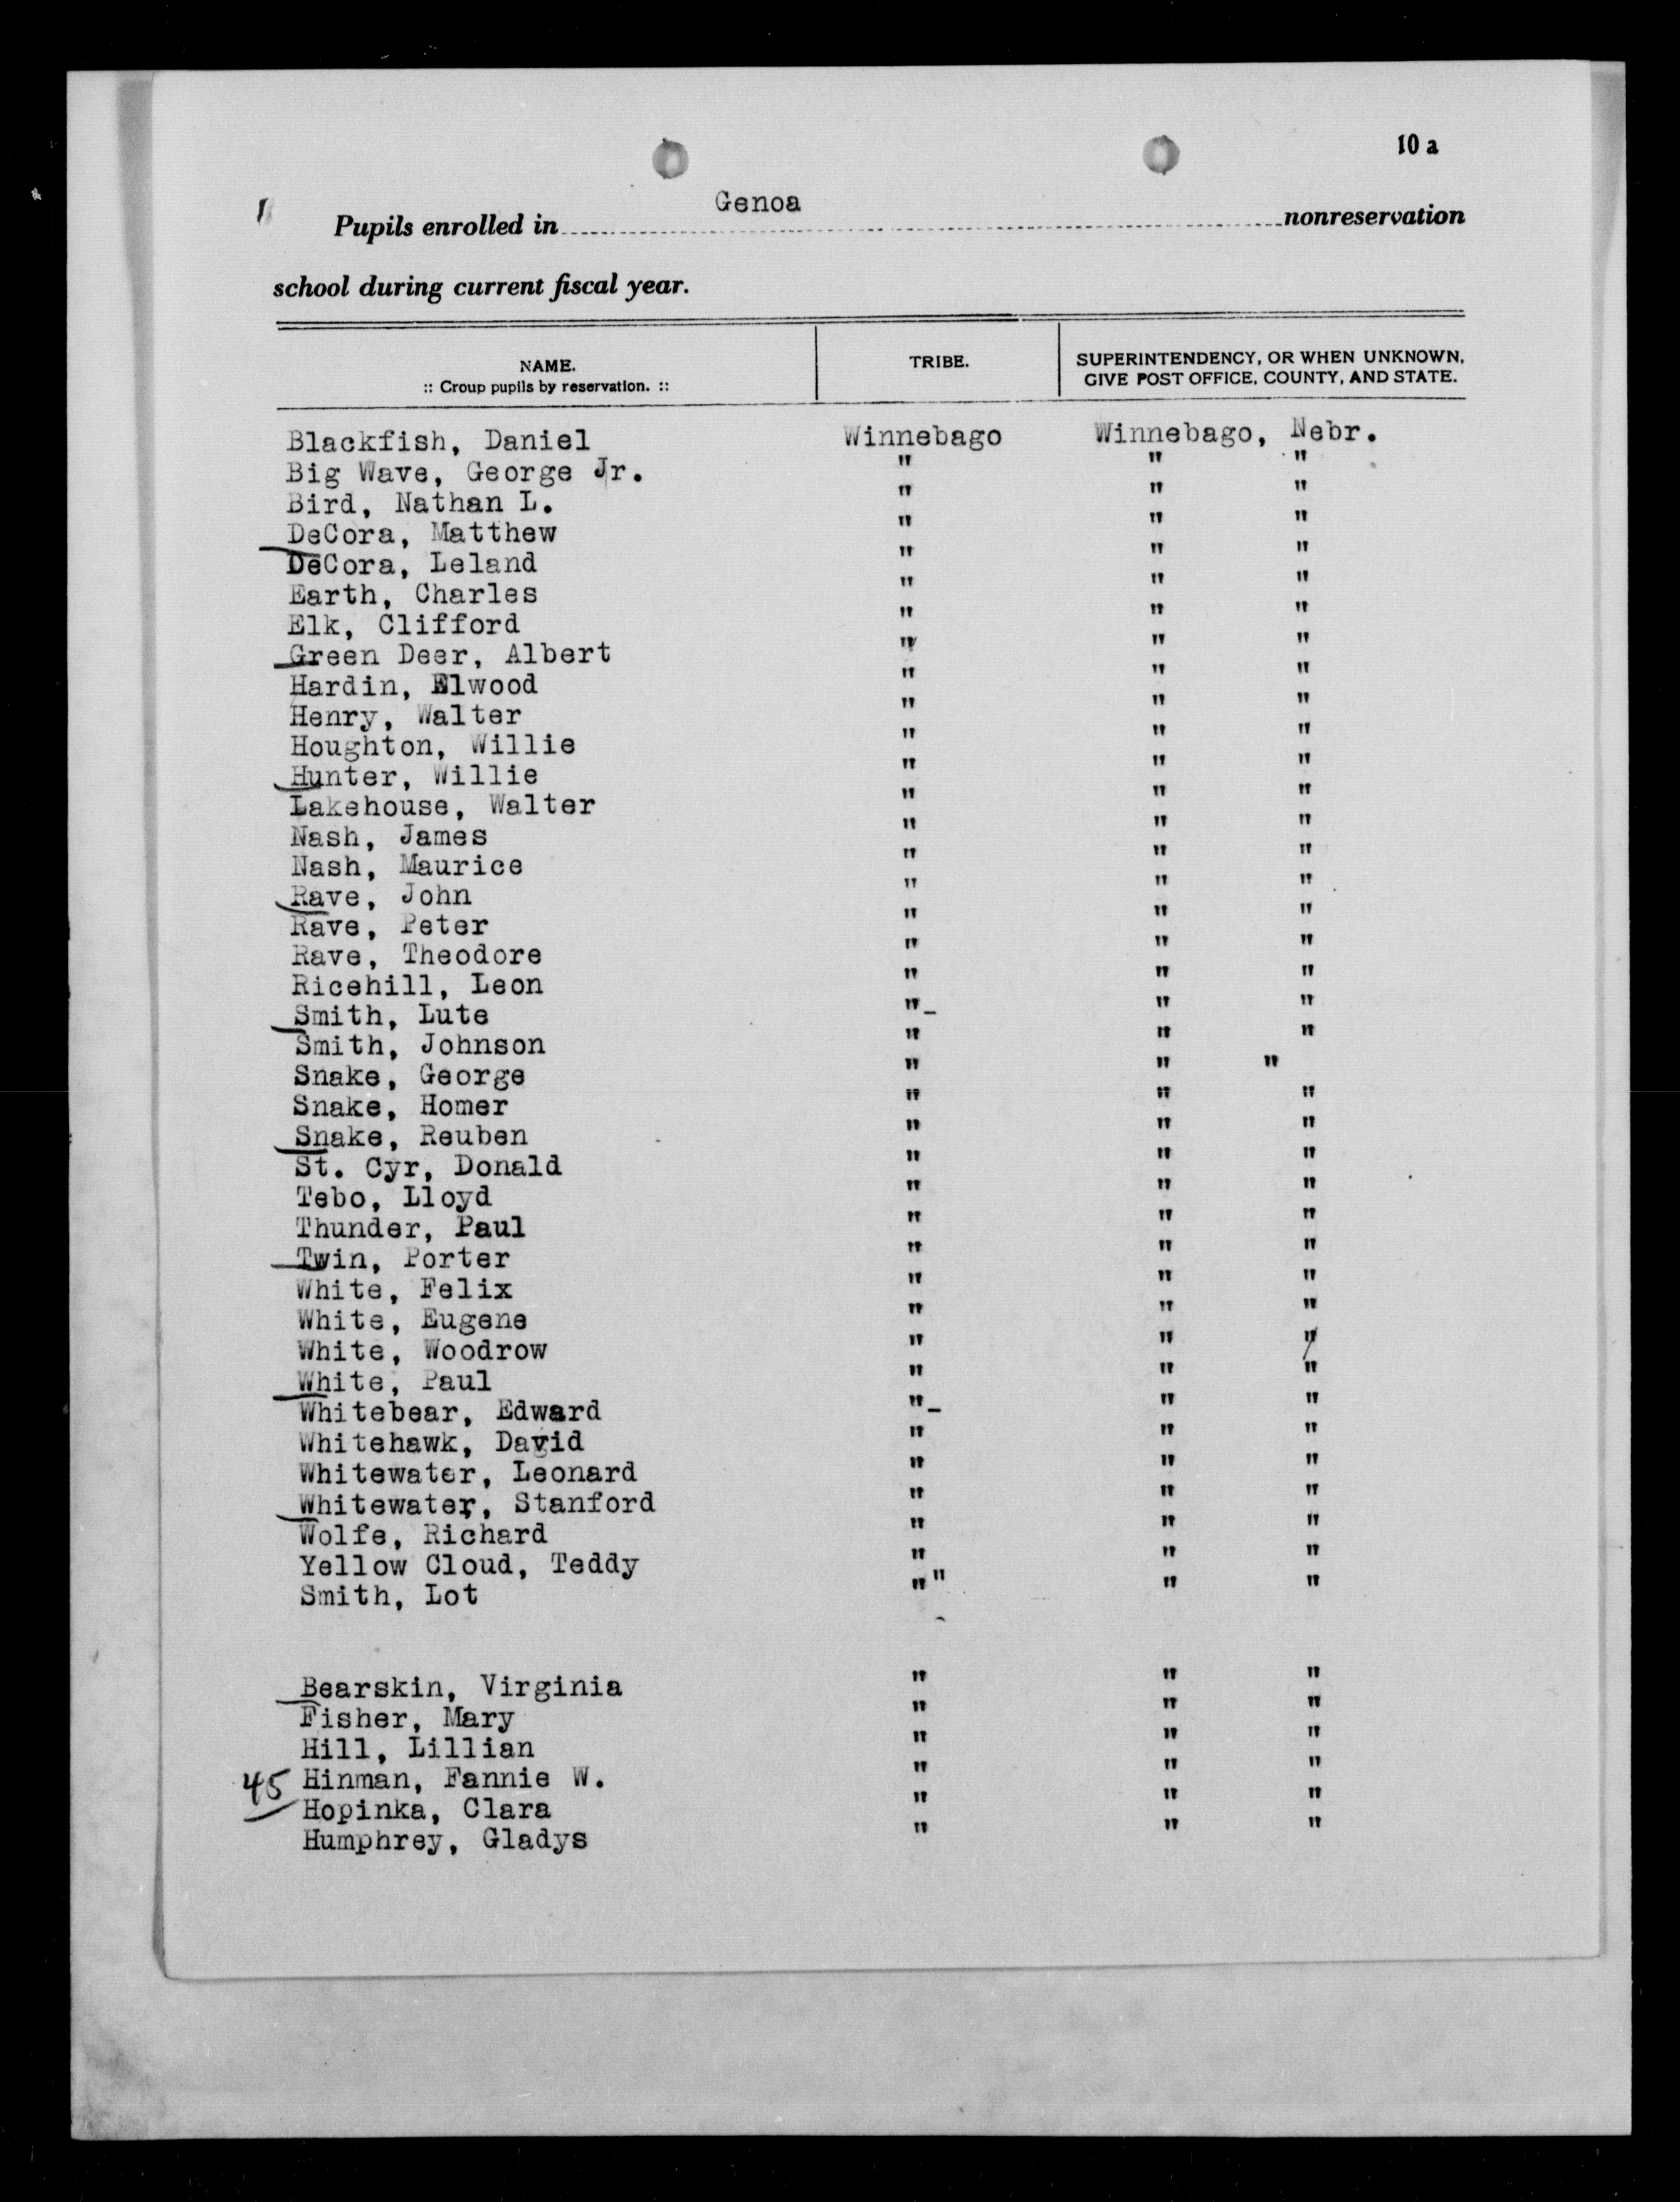 10 a
1 Pupils enrolled in Genoa nonreservation
school during current fiscal year.
NAME. TRIBE. SUPERINTENDENCY, OR WHEN UNKNOWN,
:: Croup pupils by reservation. :: GIVE POST OFFICE, COUNTY, AND STATE.
Blackfish, Daniel Winnebago Winnebago, Nebr.
Big Wave, George Jr. " " "
Bird, Nathan L. " " "
DeCora, Matthew " " "
DeCora, Leland " " "
Earth, Charles " " "
Elk, Clifford " " "
Green Deer, Albert " " "
Hardin, Elwood " " "
Henry, Walter " " "
Houghton, Willie " " "
Hunter, Willie " " "
Lakehouse, Walter " " "
Nash, James " " "
Nash, Maurice " " "
Rave, John " " "
Rave, Peter " " "
Rave, Theodore " " "
Ricehill, Leon " " "
Smith, Lute "_ " "
Smith, Johnson " " "
Snake, George " " "
Snake, Homer " " "
Snake, Reuben " " "
St. Cyr, Donald " " "
Tebo, Lloyd " " "
Thunder, Paul " " "
Twin, Porter " " "
White, Felix " " "
White, Eugene " " "
White, Woodrow " " "
White, Paul " " "
Whitebear, Edward "_ " "
Whitehawk, David " " "
Whitewater, Leonard " " "
Whitewater, Stanford " " "
Wolfe, Richard " " "
Yellow Cloud, Teddy " " "
Smith, Lot " " " "
Bearskin, Virginia " " "
Fisher, Mary " " "
Hill, Lillian " " "
45 Hinman, Fannie W. " " "
Hopinka, Clara " " "
Humphrey, Gladys " " "